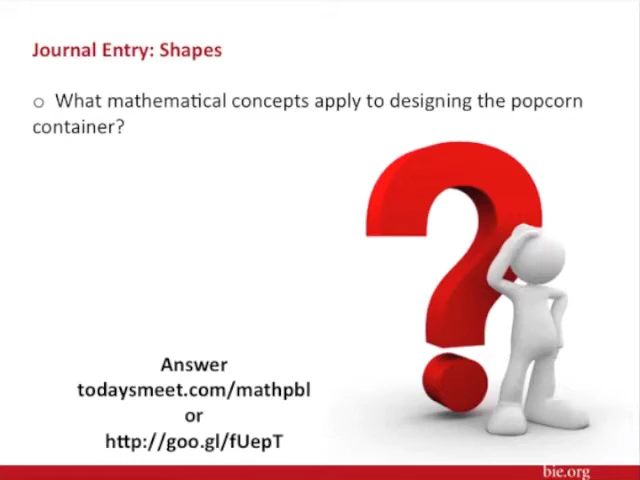 Journal Entry: Shapes
o What mathematical concepts apply to designing the popcorn
container?
Answer
todaysmeet.com/mathpbl
or
http://goo.gl/fUepT
bie.org